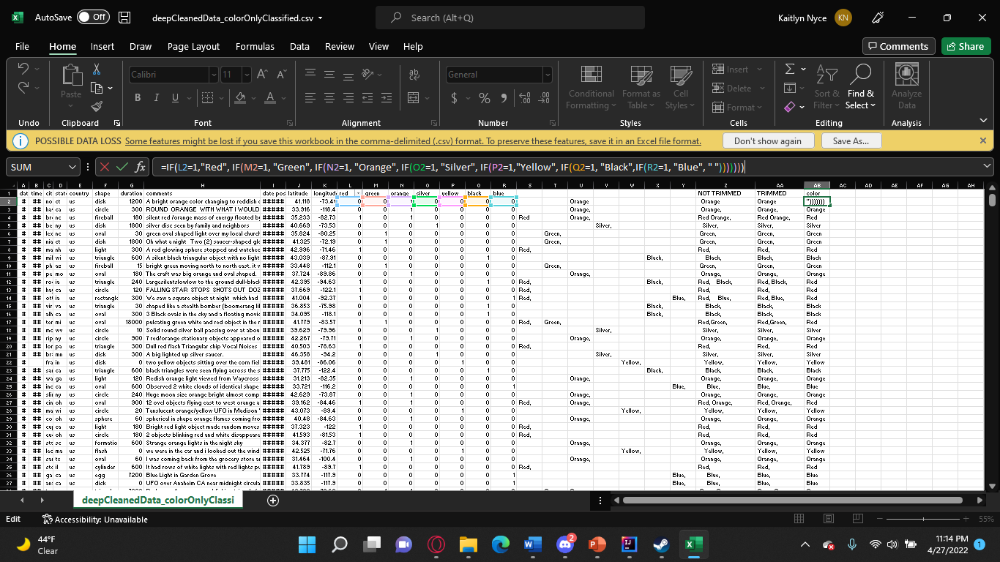 AutoSave Off deepCleanedData_colorOnlyClassified.csv Search (Alt+Q) Kaitlyn Nyce KN
File Home Insert Draw Page Layout Formulas Data Review View Help Comments Share
Calibri 11 General Insert
Paste Conditional Formatting Format as Table Cell Styles Delete Sort & Filter Find & Select Analyze Data
Format
Undo Clipboard Font Alignment Number Styles Cells Editing Analysis
POSSIBLE DATA LOSS Some features might be lost if you save this workbook in the comma-delimited (.csv) format. To preserve these features, save it in an Excel file format. Don't show again Save As...
SUM =IF(L2=1,"Red", IF(M2=1, "Green", IF(N2=1, "Orange", IF(O2=1, "Silver", IF(P2=1,"Yellow", IF(Q2=1, "Black",IF(R2=1, "Blue", " ")))))))
A B C D E F G H I J K L M N O P Q R S T U V W X Y Z AA AB AC AD AE AF AG AH
1 dat time cit state country shape duration comments date pos latitude longitude red green orange silver yellow black blue NOT TRIMMED TRIMMED color
2 # ## no ct us disk 1200 A bright orange color changing to reddish ##### 41.118 -73.41 0 0 0 0 0 0 Orange Orange Orange ")))))))
3 # ## ca us circle 300 ROUND ORANGE WITH WHAT I WOULD ##### 33.916 -118.4 0 0 1 0 0 0 0 Orange, Orange, Orange, Orange
4 # ## nc us fireball 180 silent red /orange mass of energy floated by ##### 35.233 -82.73 1 0 1 0 0 0 0 Red Orange, Red Orange, Red Orange, Red
5 # ## ny us disk 1800 silver disc seen by family and neighbors ##### 40.669 -73.53 0 0 0 1 0 0 0 Silver, Silver, Silver, Silver
6 # ## nc us oval 30 green oval shaped light over my local church ##### 35.824 -80.25 0 1 0 0 0 0 0 Green, Green, Green, Green
7 # ## ct us disk 1800 Oh what a night Two (2) saucer-shaped ##### 41.325 -72.19 0 1 0 0 0 0 0 Green, Green, Green, Green
8 # ## nh us light 300 A red glowing sphere stopped and watched ##### 42.996 -71.46 1 0 0 0 0 0 0 Red, Red, Red, Red
9 # ## wi us triangle 600 A silent black triangular object with no light ##### 43.039 -87.91 0 0 0 0 0 1 0 Black, Black, Black, Black
10 # ## az us fireball 15 bright green moving north to north east. it ##### 33.448 -112.1 0 1 0 0 0 0 0 Green, Green, Green, Green
11 # ## mo us oval 180 The craft was big orange and oval shaped. ##### 37.724 -89.86 0 0 1 0 0 0 0 Orange, Orange, Orange, Orange
12 # ## ia us triangle 240 Largesilentslowlow to the ground dull-black ##### 42.395 -94.63 1 0 0 0 0 1 0 Red, Black, Red, Black, Red, Black, Red
13 # ## ca us circle 120 FALLING STAR STOPS SHOTS OUT DOZ ##### 37.669 -122.1 1 0 0 0 0 0 0 Red, Red, Red, Red
14 # ## ia us rectangle 300 We saw a square object at night which had ##### 41.004 -92.37 1 0 0 0 0 0 1 Red, Blue, Red, Blue, Red, Blue, Red
15 # ## va us triangle 30 shaped like a stealth bomber (boomerang ##### 36.853 -75.98 0 0 0 0 0 1 0 Black, Black, Black, Black
16 # ## ca us oval 300 3 Black ovals in the sky and a floating ##### 34.095 -118.1 0 0 0 0 0 1 0 Black, Black, Black, Black
17 # ## mi us oval 18000 pulsating green white and red object in the ##### 41.779 -83.57 1 1 0 0 0 0 0 Red, Green, Red,Green, Red,Green, Red
18 # ## wv us circle 10 Solid round silver ball passing over at ##### 39.629 -79.96 0 0 0 1 0 0 0 Silver, Silver, Silver, Silver
19 # ## ny us circle 900 7 red/orange stationary objects appeared ##### 42.267 -79.71 0 0 1 0 0 0 0 Orange, Orange, Orange, Orange
20 # ## pa us triangle 300 Dull red flash Triangular ship Vocal Noises ##### 40.503 -78.63 1 0 0 0 0 0 0 Red, Red, Red, Red
21 # ## mn us disk 300 A big lighted up silver saucer. ##### 46.358 -94.2 0 0 0 1 0 0 0 Silver, Silver, Silver, Silver
22 # in us disk 0 two yellow objects sitting over the corn ##### 39.481 -86.06 0 0 0 0 1 0 0 Wellow, Yellow, Yellow, Yellow
23 # ## ca us triangle 600 black triangles were seen flying across the ##### 37.775 -122.4 0 0 0 0 0 1 0 Black, Black, Black, Black
24 # ## ga us light 120 Redish orange light viewed from Waycross ##### 31.213 -82.35 0 0 1 0 0 0 0 Orange, Orange, Orange, Orange
25 # ## ca us oval 600 Observed 2 white clouds of identical shape ##### 33.721 -116.2 0 0 0 0 0 0 Blue, Blue, Blue, Blue
26 # ## ny us circle 240 Huge moon size orange bright almost ##### 42.629 -73.87 0 0 1 0 0 0 0 Orange, Orange, Orange, Orange
27 # ## oh us oval 900 12 ovel objects flying east to west orange ##### 39.162 -84.46 1 0 1 0 0 0 0 Red, Orange, Red, Orange, Red, Orange, Red
28 # ## wi us circle 20 Tanslucent orange/yellow UFO in Madison ##### 43.073 -89.4 0 0 0 0 1 0 0 Wellow, Yellow, Yellow, Yellow
29 # ## oh us sphere 60 spherical in shape orange flames coming ##### 40.48 -84.63 0 0 1 0 0 0 0 Orange, Orange, Orange, Orange
30 # ## ca us light 180 Bright red light object made random moves ##### 37.323 -122 1 0 0 0 0 0 0 Red, Red, Red, Red
31 # ## oh us circle 180 2 objects blinking red and white ##### 41.593 -81.53 1 0 0 0 0 0 0 Red, Red, Red, Red
32 # ## sc us formatio 600 Strange orange lights in the night sky ##### 34.377 -82.7 0 0 1 0 0 0 0 Orange, Orange, Orange, Orange
33 # ## ma us flash 0 we were in the car and i looked out the wind ##### 42.525 -71.76 0 0 0 0 1 0 0 Wellow, Yellow, Yellow, Yellow
34 # ## tx us oval 60 I was coming back from the grocery store ##### 31.464 -100.4 0 0 1 0 0 0 0 Orange, Orange, Orange, Orange
35 # ## il us cylinder 600 It had rows of white lights with red lights ##### 41.789 -89.7 1 0 0 0 0 0 0 Red, Red, Red, Red
36 # ## ca us egg 7200 Blue Light in Garden Grove ##### 33.774 -117.9 0 0 0 0 0 0 1 Blue, Blue, Blue, Blue
37 # ## ca us disk 0 UFO over Anaheim CA near midnight ##### 33.835 -117.9 0 0 0 0 0 0 1 Blue, Blue, Blue, Blue
deepCleanedData_colorOnlyClassi
Edit Accessibility: Unavailable 55%
44°F
Clear
2
11:14 PM
4/27/2022 1